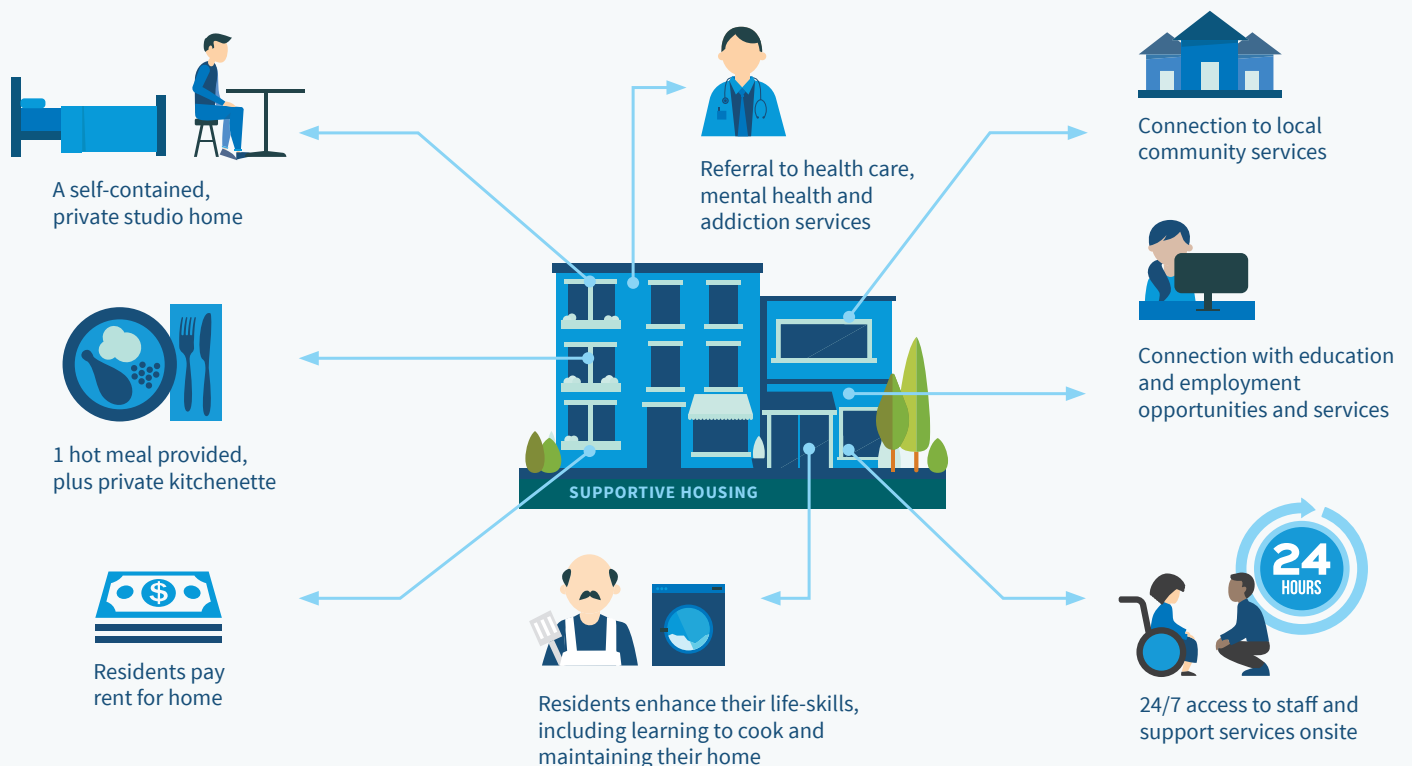 A self-contained,
private studio home
Referral to health care,
mental health and
addiction services
Connection to local
community services
1 hot meal provided,
plus private kitchenette
$
SUPPORTIVE HOUSING
Connection with education
and employment
opportunities and services
Residents pay
rent for home
$
Residents enhance their life-skills,
including learning to cook and
maintaining their home
24
HOURS
24/7 access to staff and
support services onsite